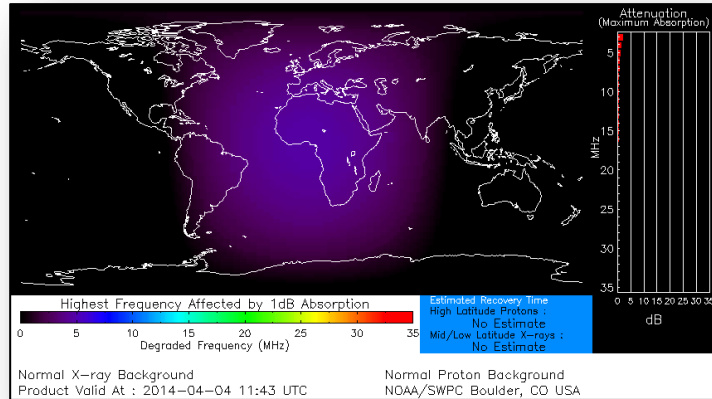 Attenuation
(Maximum Absorption)
5
10
15
20
25
30
35
MHz
0 5 10 15 20 25 30 35
dB
Highest Frequency Affected by 1dB Absorption
0 5 10 15 20 25 30 35
Degraded Frequency (MHz)
Estimated Recovery Time
High Latitude Protons :
No Estimate
Mid/Low Latitude X-rays :
No Estimate
Normal X-ray Background
Normal Proton Background
Product Valid At : 2014-04-04 11:43 UTC
NOAA/SWPC Boulder, CO USA